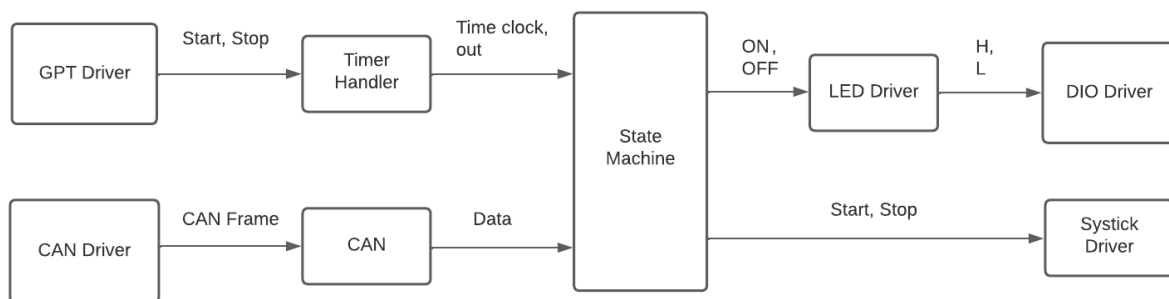 GPT Driver
Start, Stop
Timer
Handler
Time clock,
out
State
Machine
ON,
OFF
LED Driver
H,
L
DIO Driver
CAN Driver
CAN Frame
CAN
Data
Start, Stop
Systick
Driver